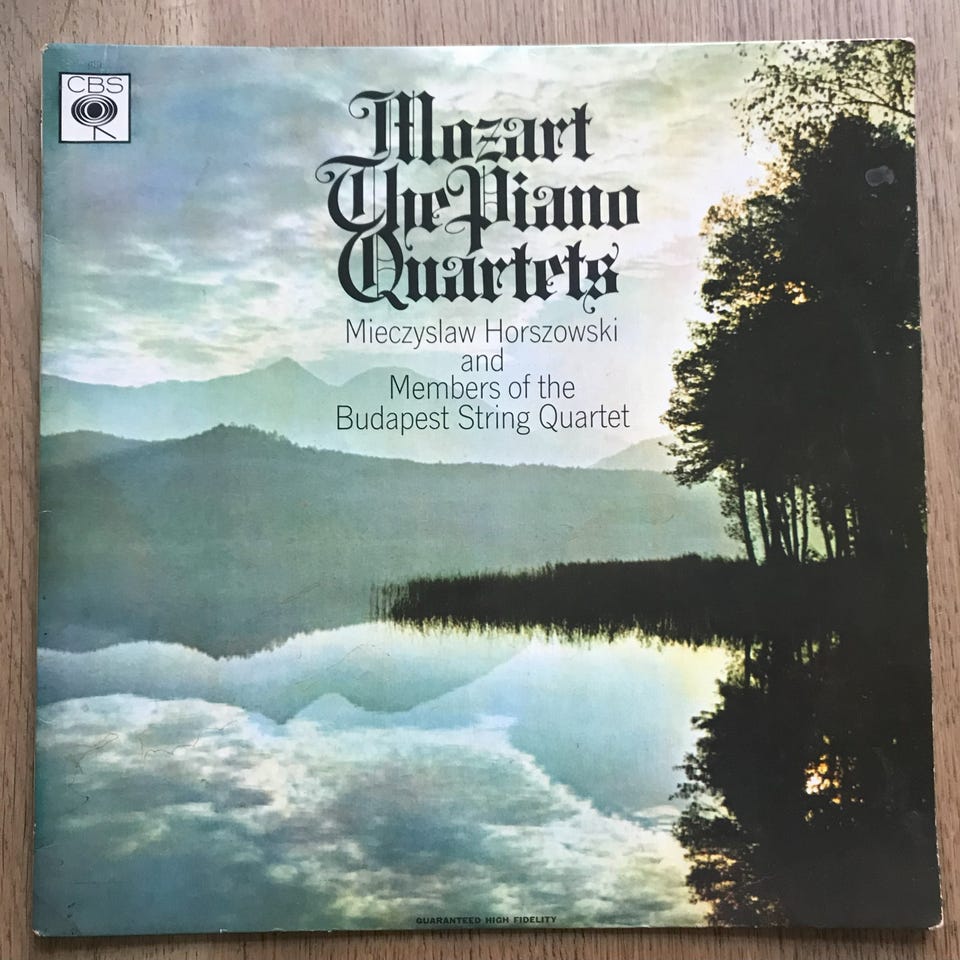 CBS
Mozart
The Piano
Quartets
Mieczyslaw Horszowski
and
Members of the
Budapest String Quartet
GUARANTEED HIGH FIDELITY